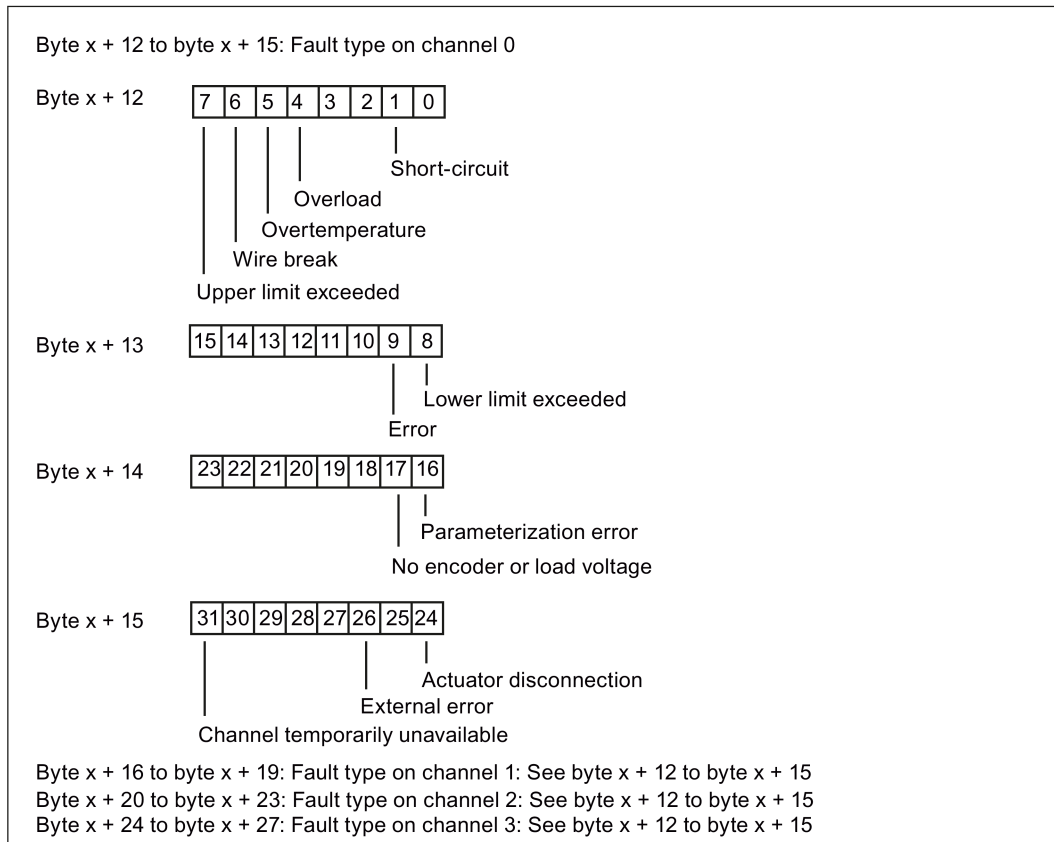 Byte x + 12 to byte x + 15: Fault type on channel 0
Byte x + 12 7 6 5 4 3 2 1 0
Short-circuit
Overload
Overtemperature
Wire break
Upper limit exceeded
Byte x + 13 15 14 13 12 11 10 9 8
Lower limit exceeded
Error
Byte x + 14 23 22 21 20 19 18 17 16
Parameterization error
No encoder or load voltage
Byte x + 15 31 30 29 28 27 26 25 24
Actuator disconnection
External error
Channel temporarily unavailable
Byte x + 16 to byte x + 19: Fault type on channel 1: See byte x + 12 to byte x + 15
Byte x + 20 to byte x + 23: Fault type on channel 2: See byte x + 12 to byte x + 15
Byte x + 24 to byte x + 27: Fault type on channel 3: See byte x + 12 to byte x + 15